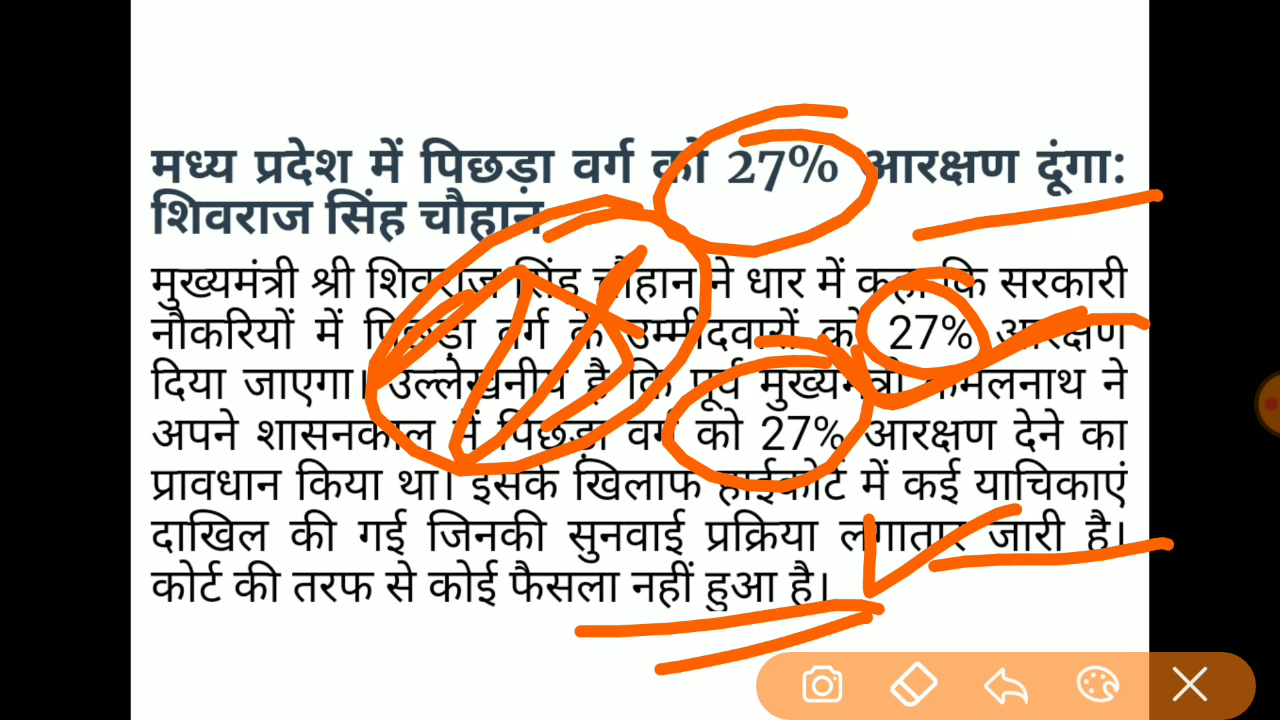 मध्य प्रदेश में पिछड़ा वर्ग को 27% आरक्षण दूंगा:
शिवराज सिंह चौहान
मुख्यमंत्री श्री शिवराज सिंह चौहान ने धार में कहा कि सरकारी
नौकरियों में पिछड़ा वर्ग के उम्मीदवारों को 27% आरक्षण
दिया जाएगा। उल्लेखनीय है कि पूर्व मुख्यमंत्री कमलनाथ ने
अपने शासनकाल में पिछड़ा वर्ग को 27% आरक्षण देने का
प्रावधान किया था। इसके खिलाफ हाईकोर्ट में कई याचिकाएं
दाखिल की गई जिनकी सुनवाई प्रक्रिया लगातार जारी है।
कोर्ट की तरफ से कोई फैसला नहीं हुआ है।